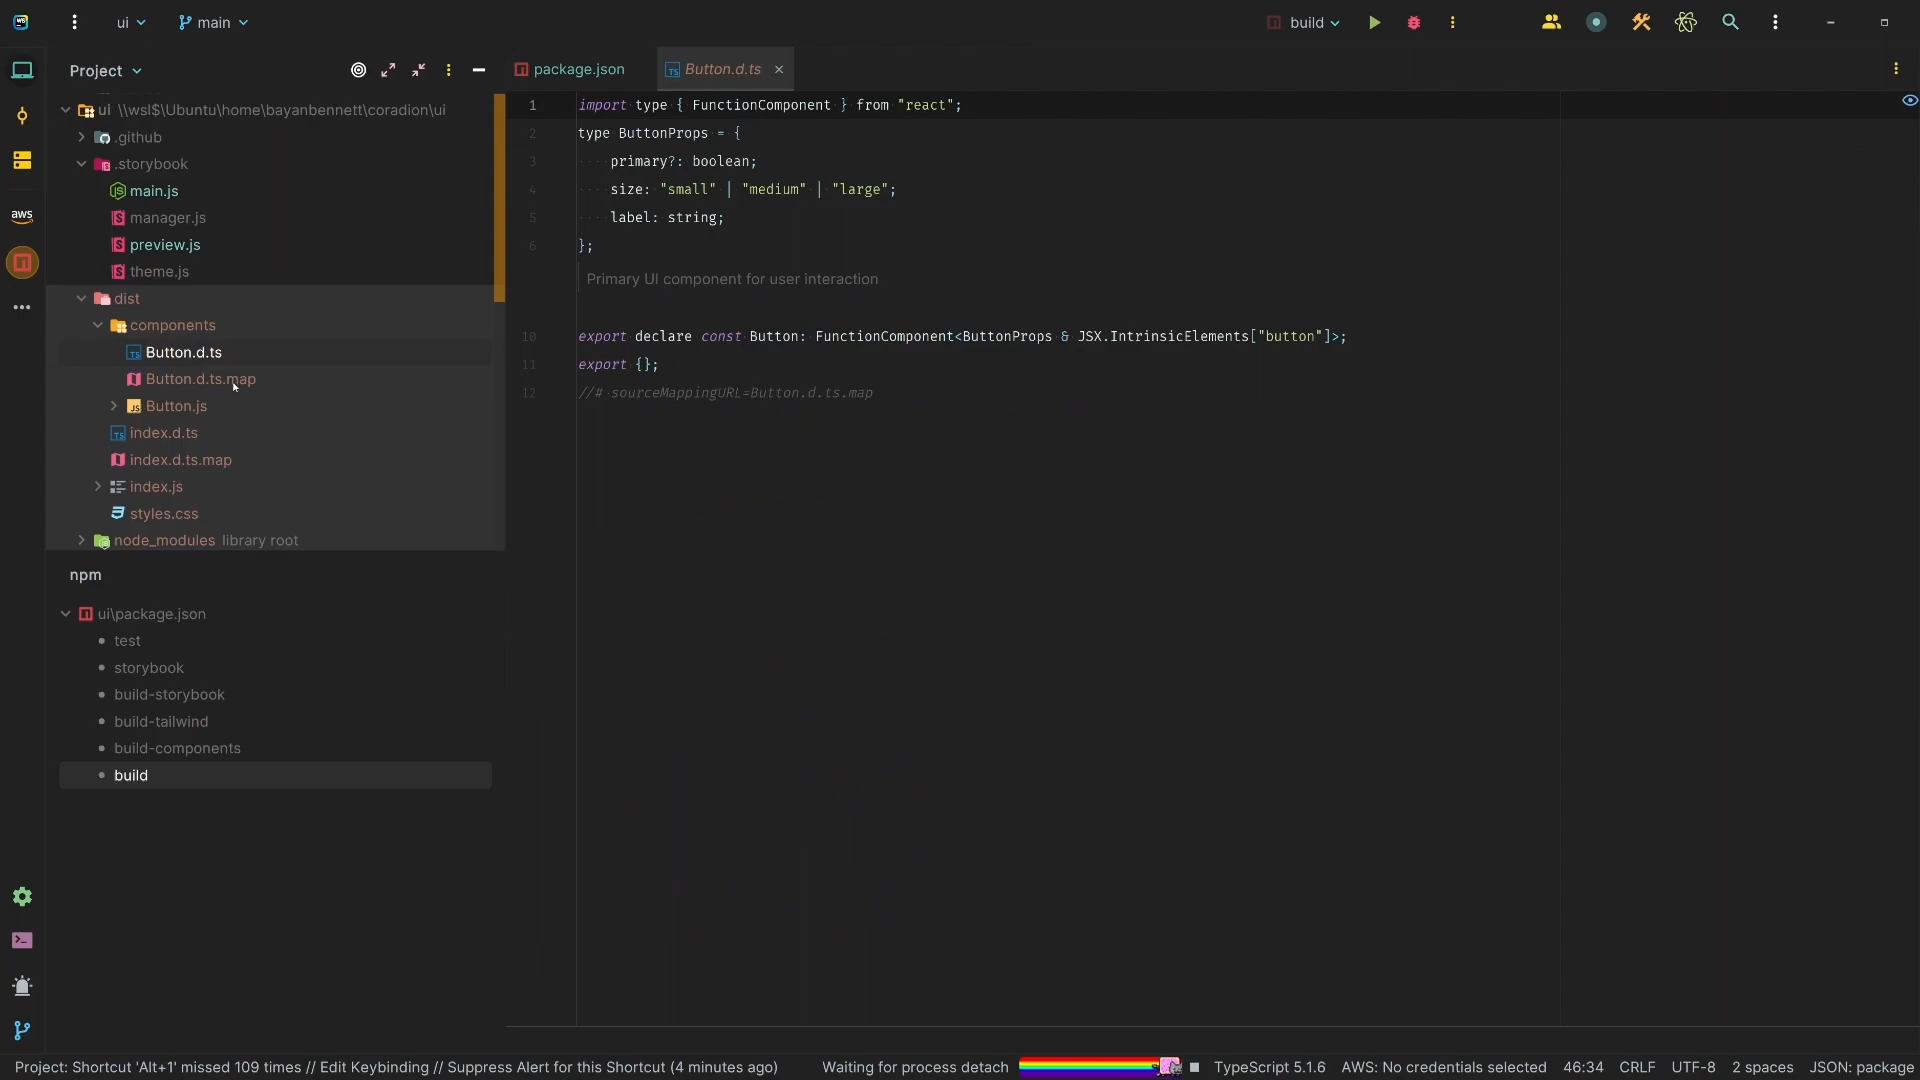 ui
main
build
Project
package.json
Button.d.ts
ui \\wsl$\Ubuntu\home\bayanbennett\coradion\ui
.github
.storybook
main.js
manager.js
preview.js
theme.js
dist
components
Button.d.ts
Button.d.ts.map
Button.js
index.d.ts
index.d.ts.map
index.js
styles.css
node_modules library root
aws
1 import type { FunctionComponent } from "react";
2 type ButtonProps = {
3 primary?: boolean;
4 size: "small" | "medium" | "large";
5 label: string;
6 };
Primary UI component for user interaction
10 export declare const Button: FunctionComponent<ButtonProps & JSX.IntrinsicElements["button"]>;
11 export {};
12 //# sourceMappingURL=Button.d.ts.map
npm
ui\package.json
test
storybook
build-storybook
build-tailwind
build-components
build
Project: Shortcut 'Alt+1' missed 109 times // Edit Keybinding // Suppress Alert for this Shortcut (4 minutes ago) Waiting for process detach TypeScript 5.1.6 AWS: No credentials selected 46:34 CRLF UTF-8 2 spaces JSON: package